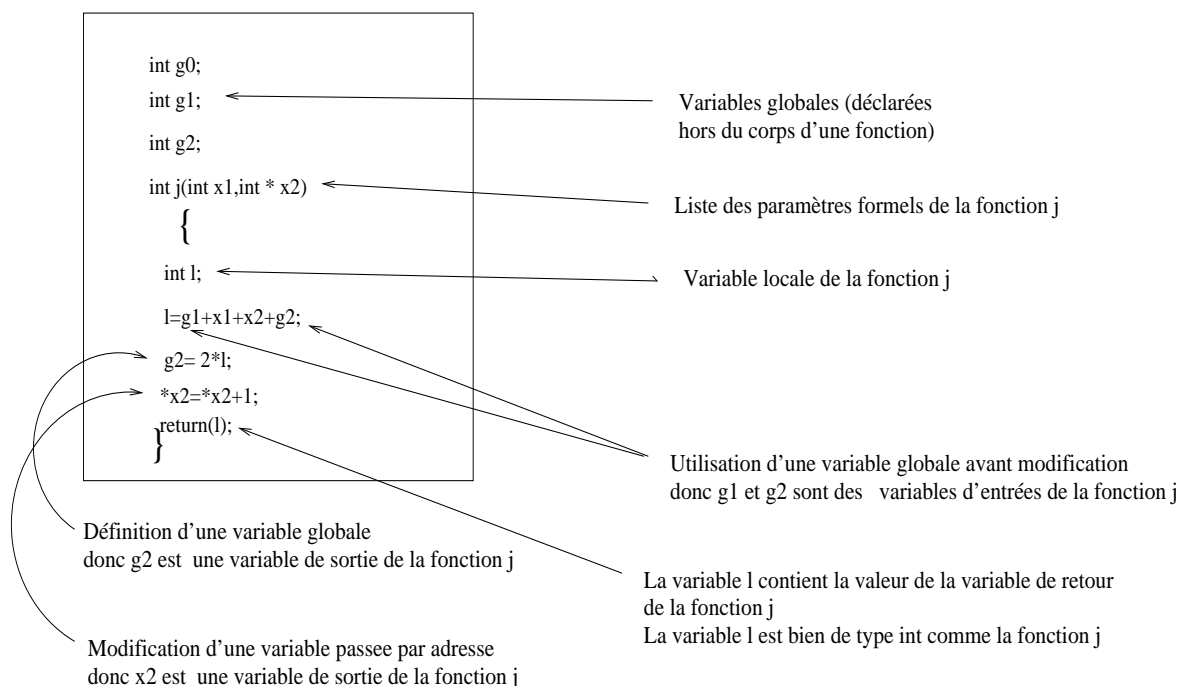 int g0;
int g1;
int g2;
int j(int x1,int * x2)
{
int l;
l=g1+x1+x2+g2;
g2= 2*l;
*x2=*x2+1;
return(l);
}
Variables globales (déclarées
hors du corps d'une fonction)
Liste des paramètres formels de la fonction j
Variable locale de la fonction j
Utilisation d'une variable globale avant modification
donc g1 et g2 sont des variables d'entrées de la fonction j
Définition d'une variable globale
donc g2 est une variable de sortie de la fonction j
La variable l contient la valeur de la variable de retour
de la fonction j
La variable l est bien de type int comme la fonction j
Modification d'une variable passee par adresse
donc x2 est une variable de sortie de la fonction j